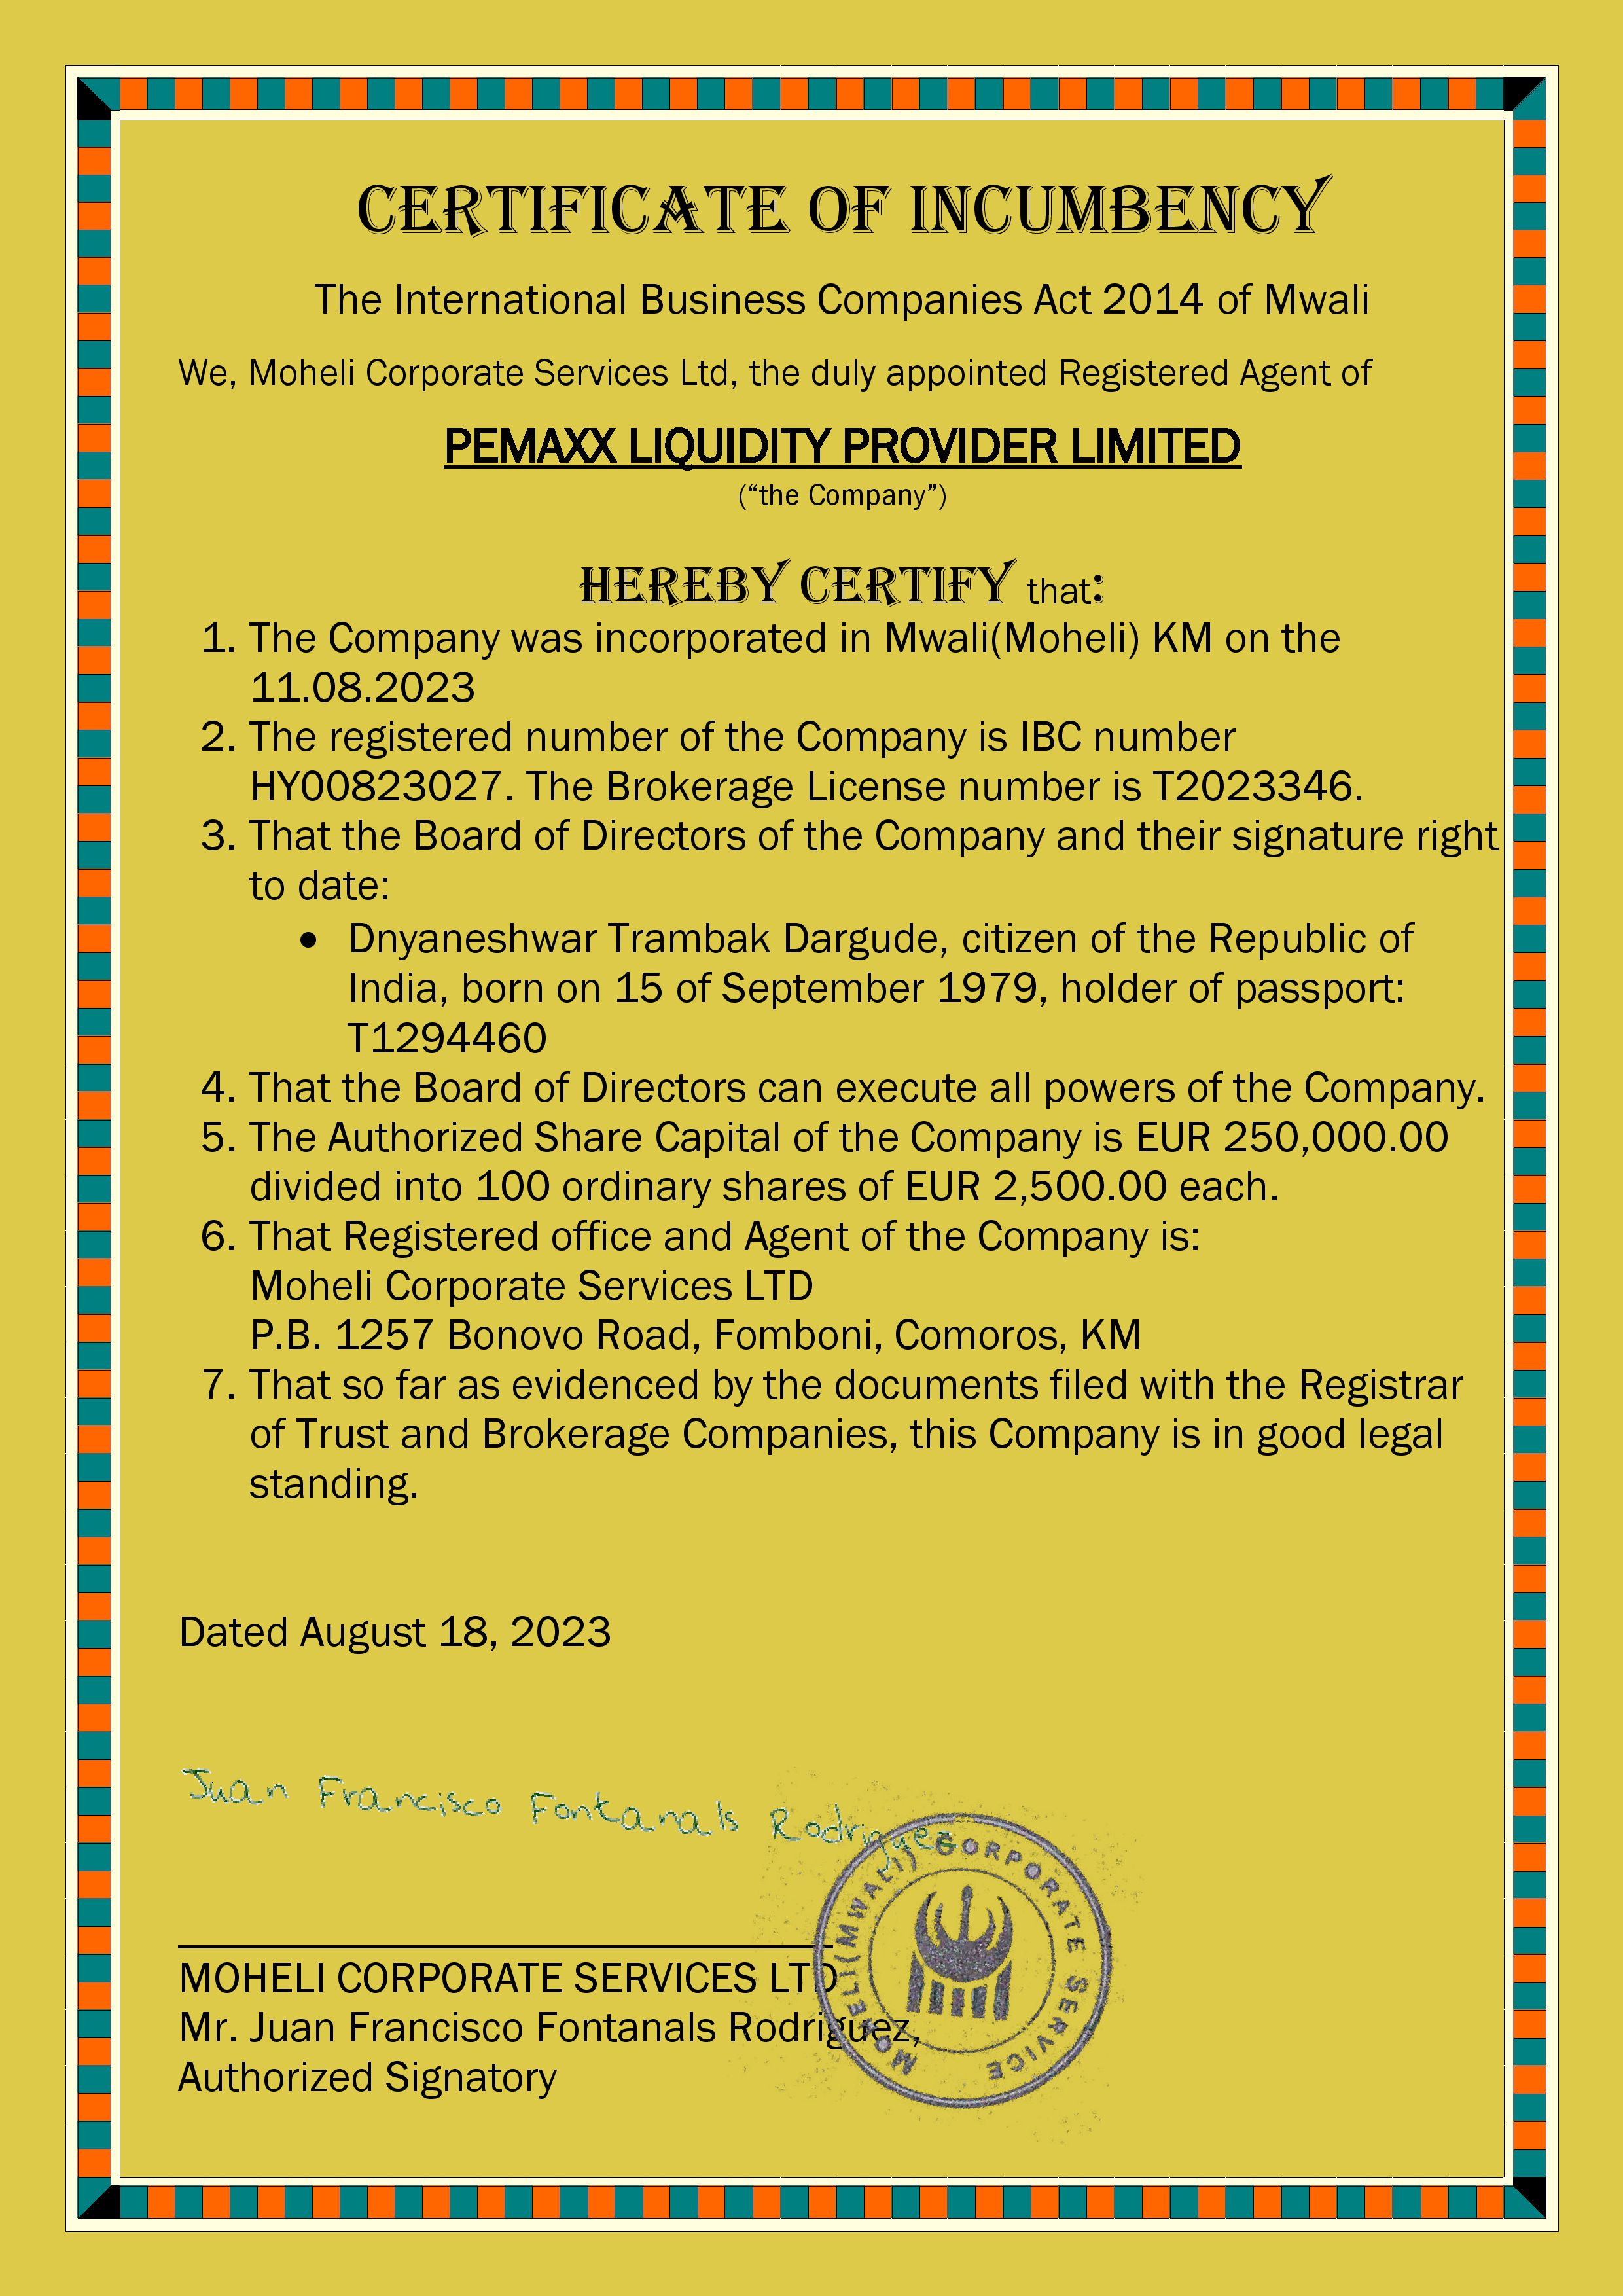 CERTIFICATE OF INCUMBENCY
The International Business Companies Act 2014 of Mwali
We, Moheli Corporate Services Ltd, the duly appointed Registered Agent of
PEMAXX LIQUIDITY PROVIDER LIMITED
(“the Company”)
HEREBY CERTIFY that:
1. The Company was incorporated in Mwali(Moheli) KM on the
11.08.2023
2. The registered number of the Company is IBC number
HY00823027. The Brokerage License number is T2023346.
3. That the Board of Directors of the Company and their signature right
to date:
• Dnyaneshwar Trambak Dargude, citizen of the Republic of
India, born on 15 of September 1979, holder of passport:
T1294460
4. That the Board of Directors can execute all powers of the Company.
5. The Authorized Share Capital of the Company is EUR 250,000.00
divided into 100 ordinary shares of EUR 2,500.00 each.
6. That Registered office and Agent of the Company is:
Moheli Corporate Services LTD
P.B. 1257 Bonovo Road, Fomboni, Comoros, KM
7. That so far as evidenced by the documents filed with the Registrar
of Trust and Brokerage Companies, this Company is in good legal
standing.
Dated August 18, 2023
Juan Francisco Fontanals Rodriguez
MOHELI(MWALI) CORPORATE SERVICE
MOHELI CORPORATE SERVICES LTD
Mr. Juan Francisco Fontanals Rodriguez,
Authorized Signatory